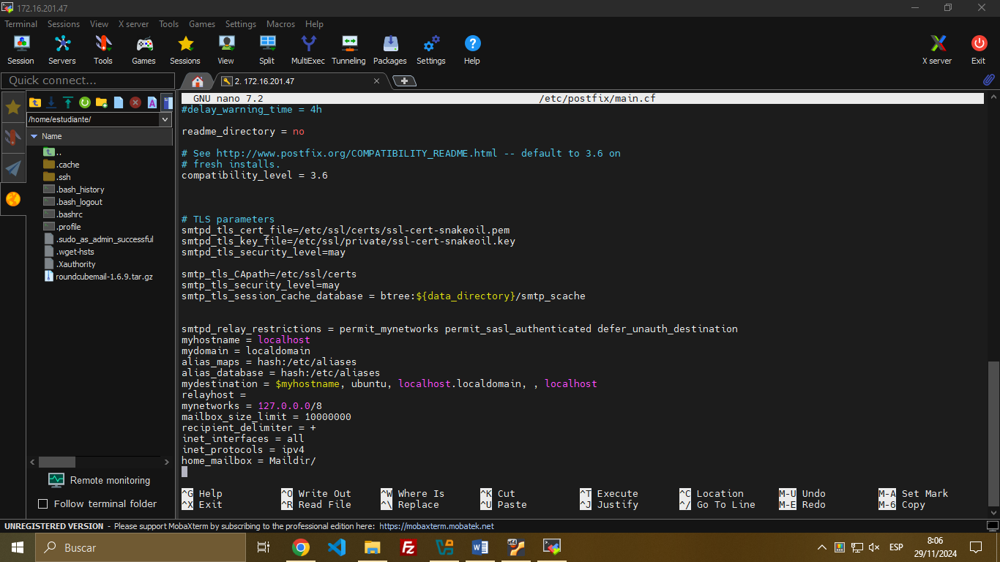 172.16.201.47
Terminal Sessions View X server Tools Games Settings Macros Help
Session Servers Tools Games Sessions View Split MultiExec Tunneling Packages Settings Help X server Exit
Quick connect...
2. 172.16.201.47
/home/estudiante/
Name
..
.cache
.ssh
.bash_history
.bash_logout
.bashrc
.profile
.sudo_as_admin_successful
.wget-hsts
.Xauthority
roundcubemail-1.6.9.tar.gz
Remote monitoring
Follow terminal folder
GNU nano 7.2 /etc/postfix/main.cf
#delay_warning_time = 4h
readme_directory = no
# See http://www.postfix.org/COMPATIBILITY_README.html -- default to 3.6 on
# fresh installs.
compatibility_level = 3.6
# TLS parameters
smtpd_tls_cert_file=/etc/ssl/certs/ssl-cert-snakeoil.pem
smtpd_tls_key_file=/etc/ssl/private/ssl-cert-snakeoil.key
smtpd_tls_security_level=may
smtp_tls_CApath=/etc/ssl/certs
smtp_tls_security_level=may
smtp_tls_session_cache_database = btree:${data_directory}/smtp_scache
smtpd_relay_restrictions = permit_mynetworks permit_sasl_authenticated defer_unauth_destination
myhostname = localhost
mydomain = localdomain
alias_maps = hash:/etc/aliases
alias_database = hash:/etc/aliases
mydestination = $myhostname, ubuntu, localhost.localdomain, , localhost
relayhost =
mynetworks = 127.0.0.0/8
mailbox_size_limit = 10000000
recipient_delimiter = +
inet_interfaces = all
inet_protocols = ipv4
home_mailbox = Maildir/
^G Help ^O Write Out ^W Where Is ^K Cut ^T Execute ^C Location M-U Undo M-A Set Mark
^X Exit ^R Read File ^\ Replace ^U Paste ^J Justify ^/ Go To Line M-E Redo M-6 Copy
UNREGISTERED VERSION - Please support MobaXterm by subscribing to the professional edition here: https://mobaxterm.mobatek.net
Buscar
ESP
8:06
29/11/2024